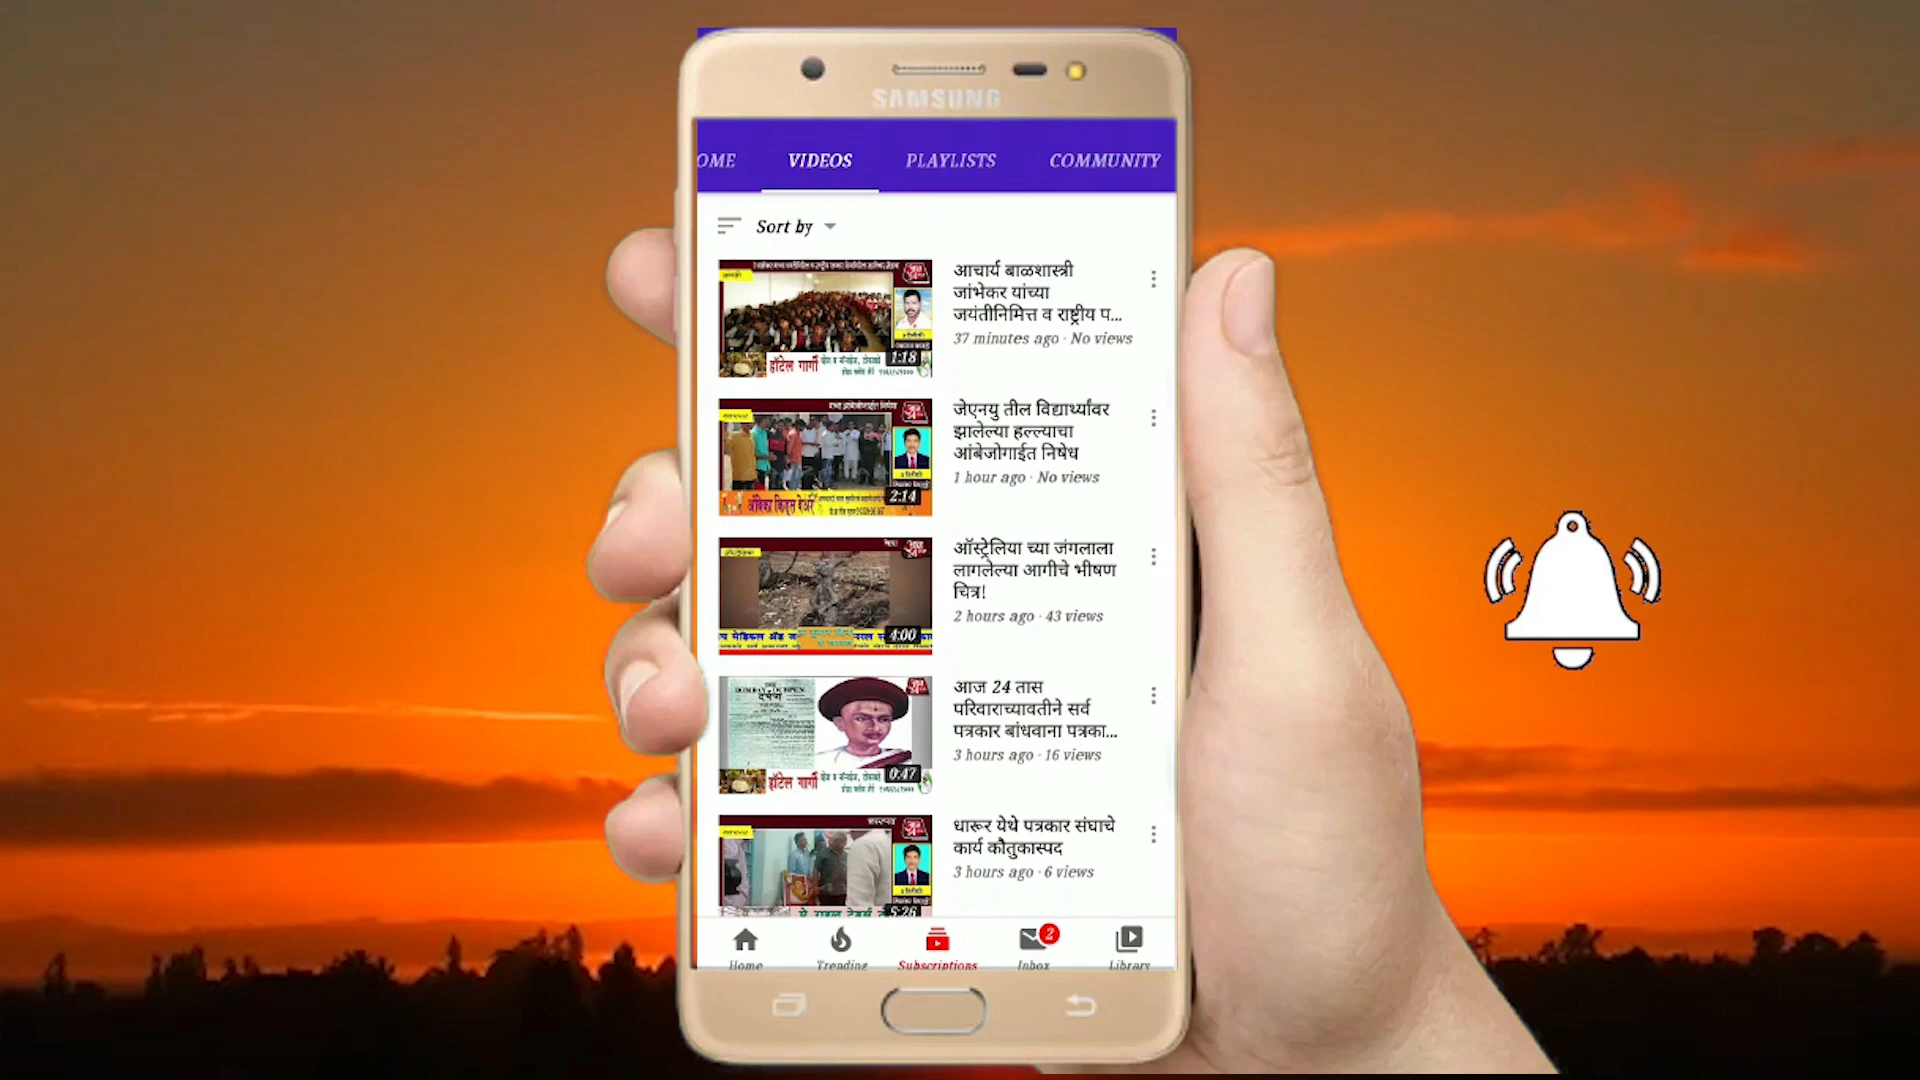 SAMSUNG
OME VIDEOS PLAYLISTS COMMUNITY
Sort by
आचार्य बाळशास्त्री
जांभेकर यांच्या
जयंतीनिमित्त व राष्ट्रीय प...
37 minutes ago · No views
1:18
हॉटेल गार्गी
जेएनयु तील विद्यार्थ्यांवर
झालेल्या हल्ल्याचा
आंबेजोगाईत निषेध
1 hour ago · No views
2:14
अंबिका किड्स वेअर
ऑस्ट्रेलिया च्या जंगलाला
लागलेल्या आगीचे भीषण
चित्र!
2 hours ago · 43 views
4:00
आज 24 तास
परिवाराच्यावतीने सर्व
पत्रकार बांधवाना पत्रका...
3 hours ago · 16 views
0:47
हॉटेल गार्गी
धारूर येथे पत्रकार संघाचे
कार्य कौतुकास्पद
3 hours ago · 6 views
5:26
2
Home Trending Subscriptions Inbox Library